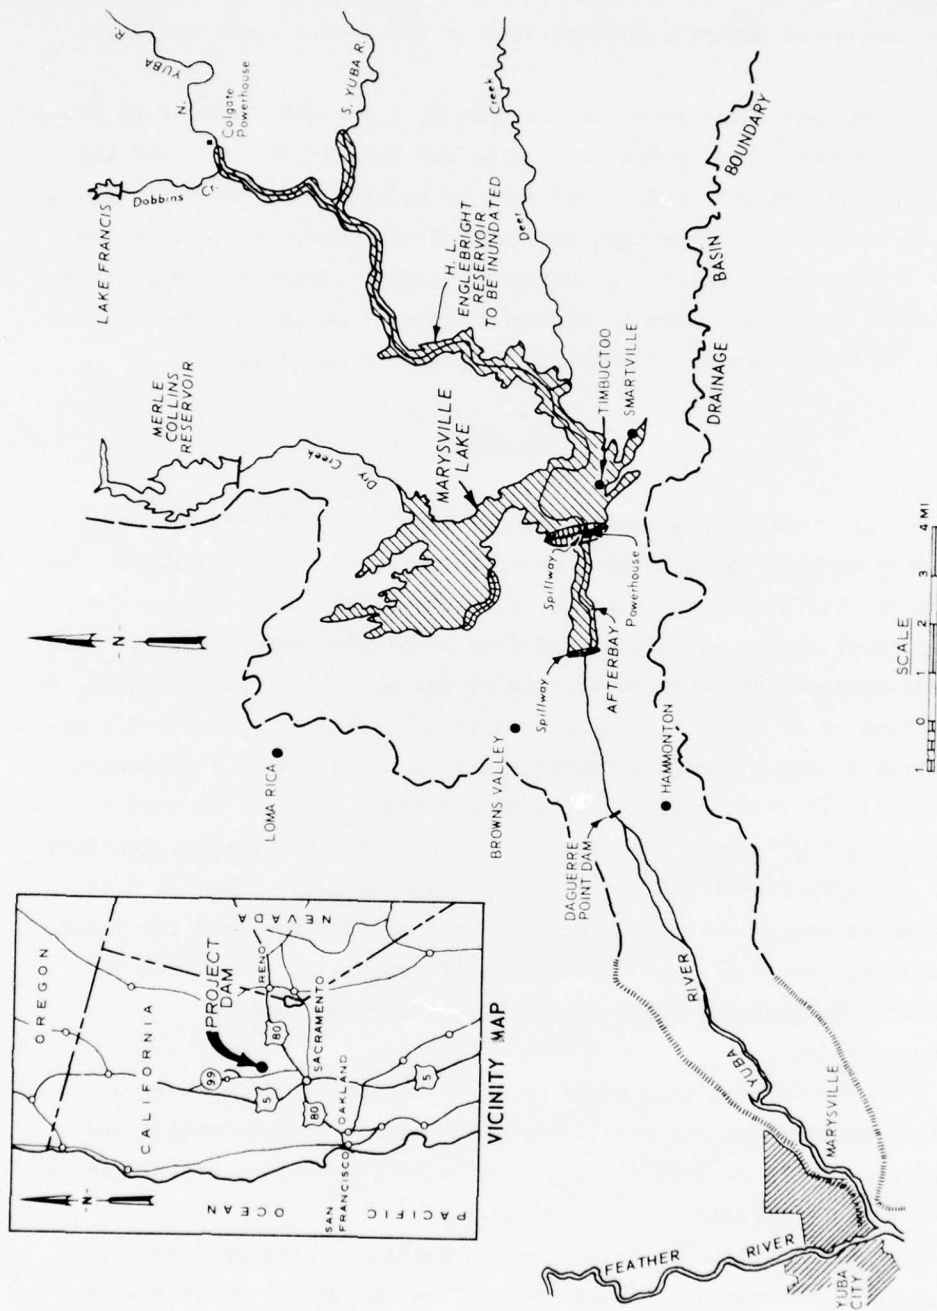 OREGON
CALIFORNIA
NEVADA
PROJECT
DAM
RENO
99
5
80
80
SACRAMENTO
OAKLAND
SAN
FRANCISCO
5
5
PACIFIC
OCEAN
-N-
VICINITY MAP
-N-
MERLE
COLLINS
RESERVOIR
LAKE FRANCIS
Dobbins Cr.
N. YUBA R.
Colgate
Powerhouse
S. YUBA R.
Dry Creek
MARYSVILLE
LAKE
H. L.
ENGLEBRIGHT
RESERVOIR
TO BE INUNDATED
Deer Creek
LOMA RICA
BROWNS VALLEY
Spillway
Spillway
TIMBUCTOO
SMARTVILLE
Powerhouse
AFTERBAY
DAGUERRE
POINT DAM
HAMMONTON
DRAINAGE BASIN BOUNDARY
YUBA RIVER
MARYSVILLE
FEATHER RIVER
YUBA
CITY
SCALE
1 0 1 2 3 4 MI